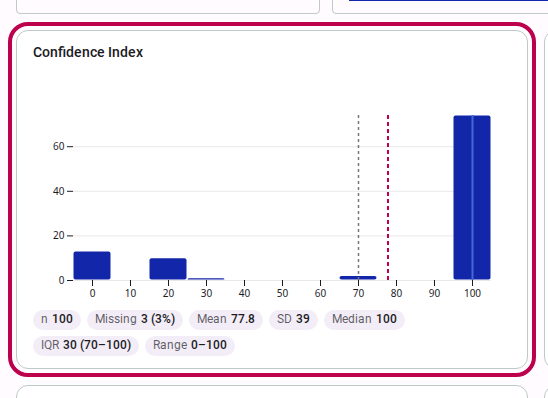 Confidence Index
60
40
20
0
0 10 20 30 40 50 60 70 80 90 100
n 100 Missing 3 (3%) Mean 77.8 SD 39 Median 100
IQR 30 (70–100) Range 0–100